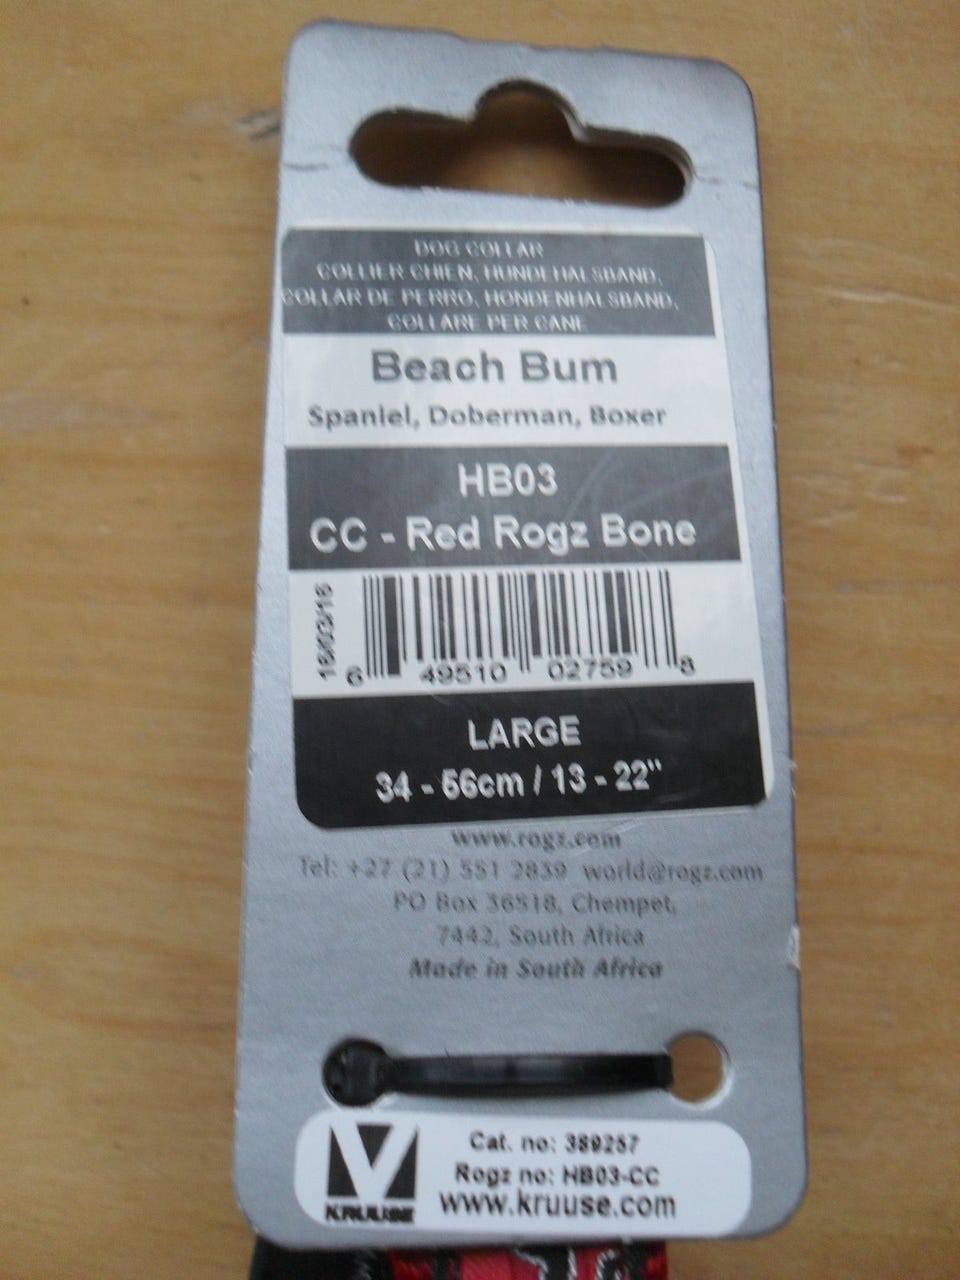 DOG COLLAR
COLLIER CHIEN, HUNDEHALSBAND,
COLLAR DE PERRO, HONDENHALSBAND,
COLLARE PER CANE
Beach Bum
Spaniel, Doberman, Boxer
HB03
CC - Red Rogz Bone
16/03/16
6 49510 02759 8
LARGE
34 - 56cm / 13 - 22"
www.rogz.com
Tel: +27 (21) 551 2839 world@rogz.com
PO Box 36518, Chempet,
7442, South Africa
Made in South Africa
Cat. no: 389257
Rogz no: HB03-CC
KRUUSE www.kruuse.com